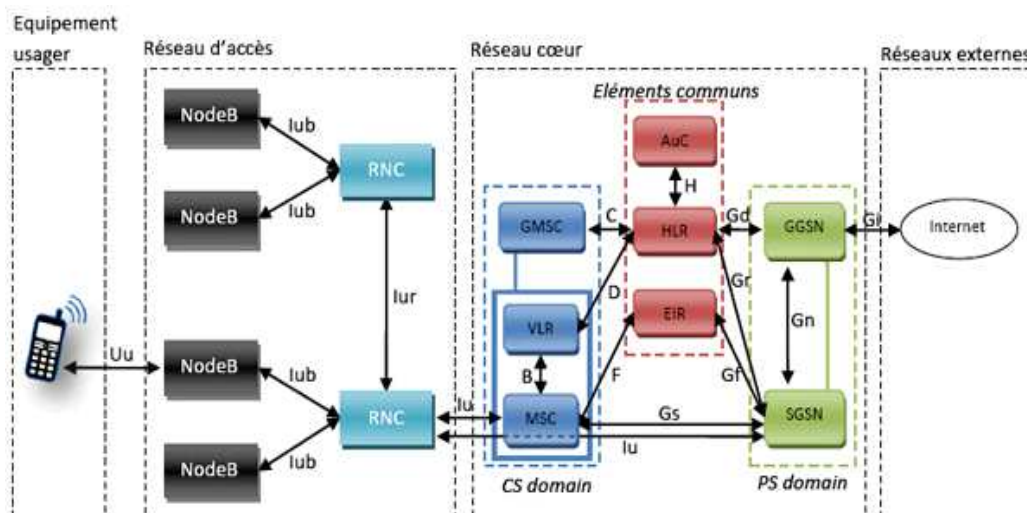 Equipement
usager
Réseau d'accès
Réseau cœur
Réseaux externes
Eléments communs
NodeB
Iub
RNC
NodeB
Iub
AuC
H
GMSC
C
HLR
Gd
GGSN
Gi
Internet
Iur
D
Gr
VLR
EIR
Gn
Uu
NodeB
Iub
B
F
Gf
RNC
Iu
MSC
Gs
SGSN
Iu
NodeB
Iub
CS domain
PS domain